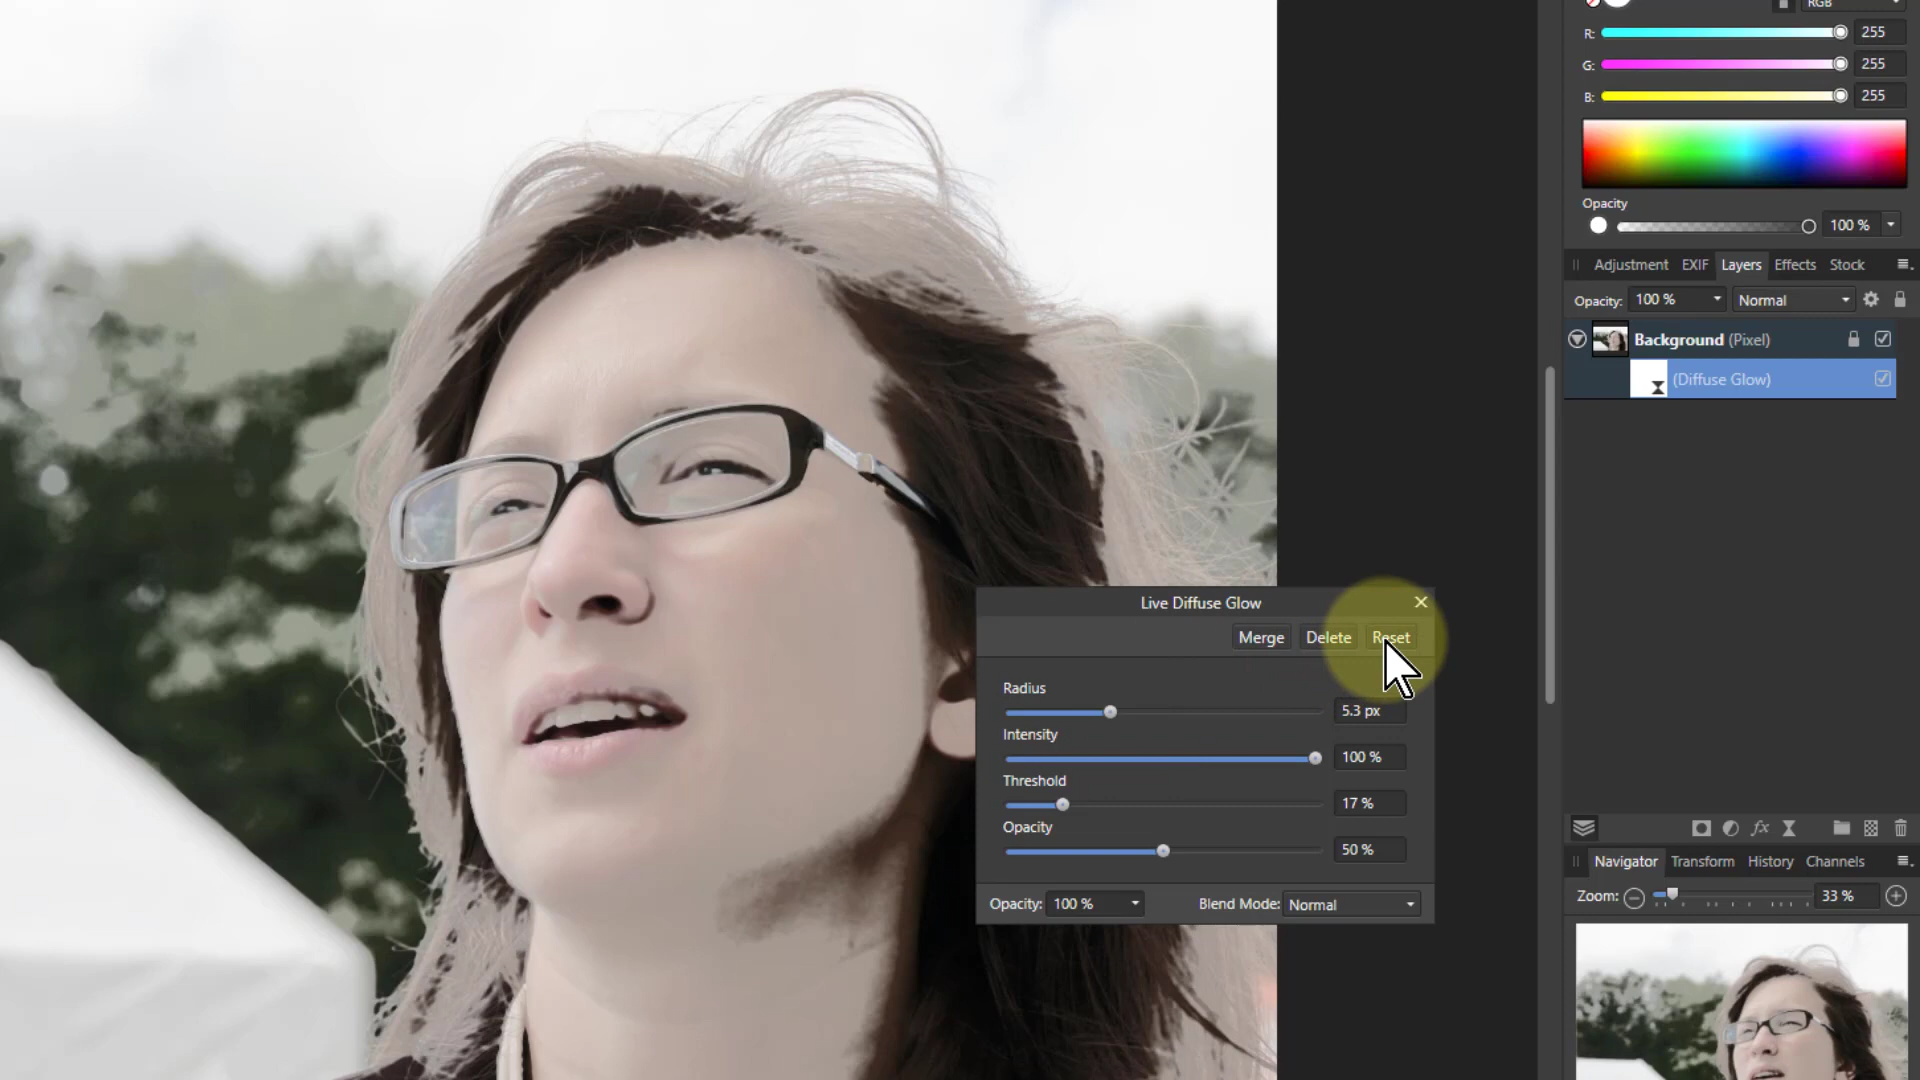 RGB
R: 255
G: 255
B: 255
Opacity
100 %
Adjustment EXIF Layers Effects Stock
Opacity: 100 % Normal
Background (Pixel)
(Diffuse Glow)
Live Diffuse Glow
Merge Delete Reset
Radius
5.3 px
Intensity
100 %
Threshold
17 %
Opacity
50 %
Opacity: 100 % Blend Mode: Normal
fx
Navigator Transform History Channels
Zoom: 33 %